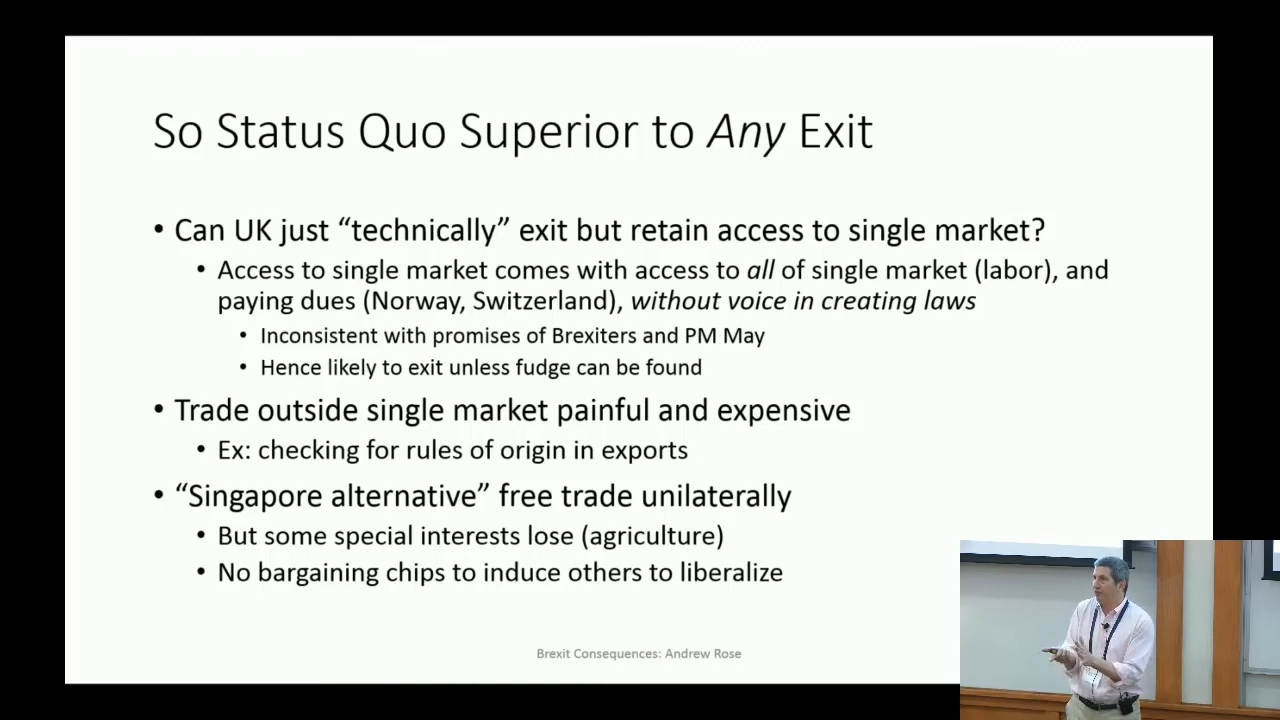 So Status Quo Superior to Any Exit
• Can UK just “technically” exit but retain access to single market?
• Access to single market comes with access to all of single market (labor), and
paying dues (Norway, Switzerland), without voice in creating laws
• Inconsistent with promises of Brexiters and PM May
• Hence likely to exit unless fudge can be found
• Trade outside single market painful and expensive
• Ex: checking for rules of origin in exports
• “Singapore alternative” free trade unilaterally
• But some special interests lose (agriculture)
• No bargaining chips to induce others to liberalize
Brexit Consequences: Andrew Rose